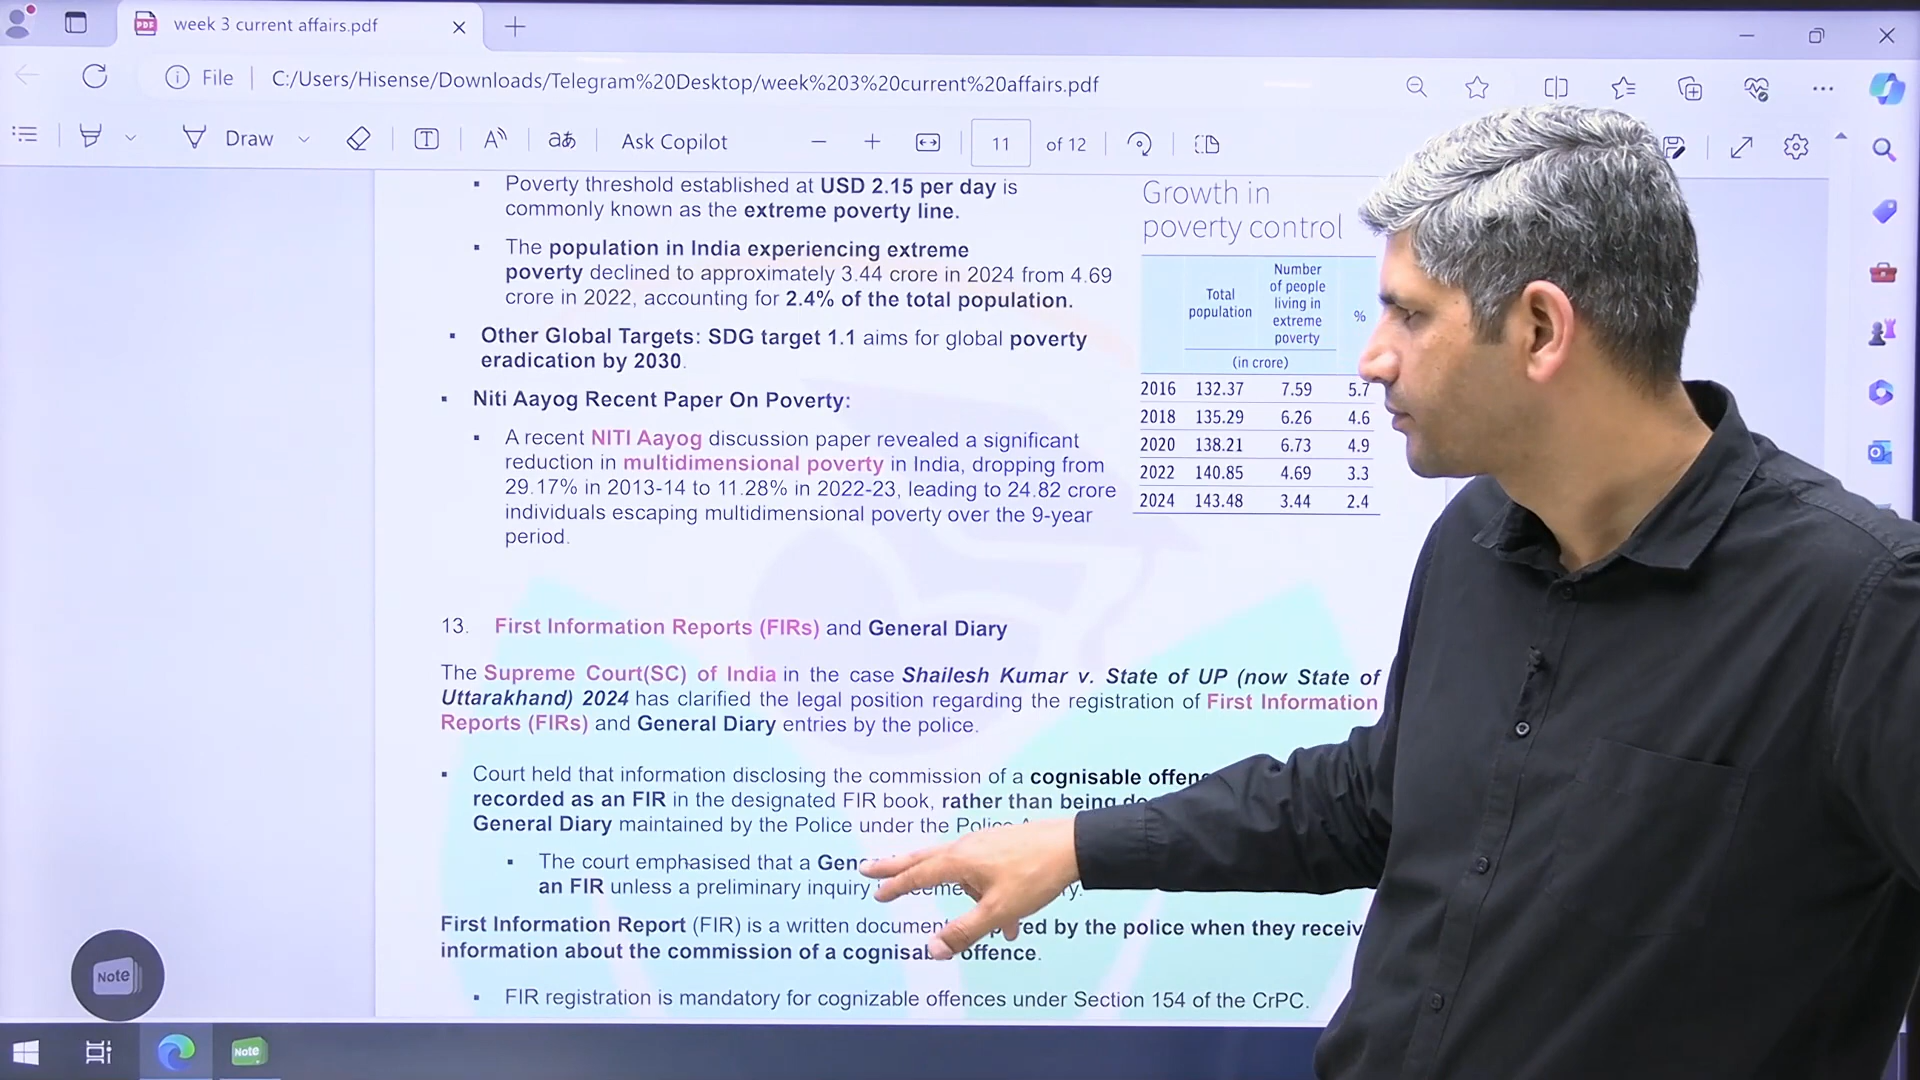 week 3 current affairs.pdf
File
C:/Users/Hisense/Downloads/Telegram%20Desktop/week%203%20current%20affairs.pdf
Draw
Ask Copilot
11 of 12
Poverty threshold established at USD 2.15 per day is
commonly known as the extreme poverty line.
The population in India experiencing extreme
poverty declined to approximately 3.44 crore in 2024 from 4.69
crore in 2022, accounting for 2.4% of the total population.
Other Global Targets: SDG target 1.1 aims for global poverty
eradication by 2030.
Niti Aayog Recent Paper On Poverty:
A recent NITI Aayog discussion paper revealed a significant
reduction in multidimensional poverty in India, dropping from
29.17% in 2013-14 to 11.28% in 2022-23, leading to 24.82 crore
individuals escaping multidimensional poverty over the 9-year
period.
Growth in
poverty control
Total population
Number of people living in extreme poverty
%
(in crore)
2016 132.37 7.59 5.7
2018 135.29 6.26 4.6
2020 138.21 6.73 4.9
2022 140.85 4.69 3.3
2024 143.48 3.44 2.4
13. First Information Reports (FIRs) and General Diary
The Supreme Court(SC) of India in the case Shailesh Kumar v. State of UP (now State of
Uttarakhand) 2024 has clarified the legal position regarding the registration of First Information
Reports (FIRs) and General Diary entries by the police.
Court held that information disclosing the commission of a cognisable
recorded as an FIR in the designated FIR book, rather than being
General Diary maintained by the Police under the
The court emphasised that a
an FIR unless a preliminary inquiry
First Information Report (FIR) is a written by the police when they
information about the commission of a offence.
FIR registration is mandatory for cognizable offences under Section 154 of the CrPC.
Note
Note